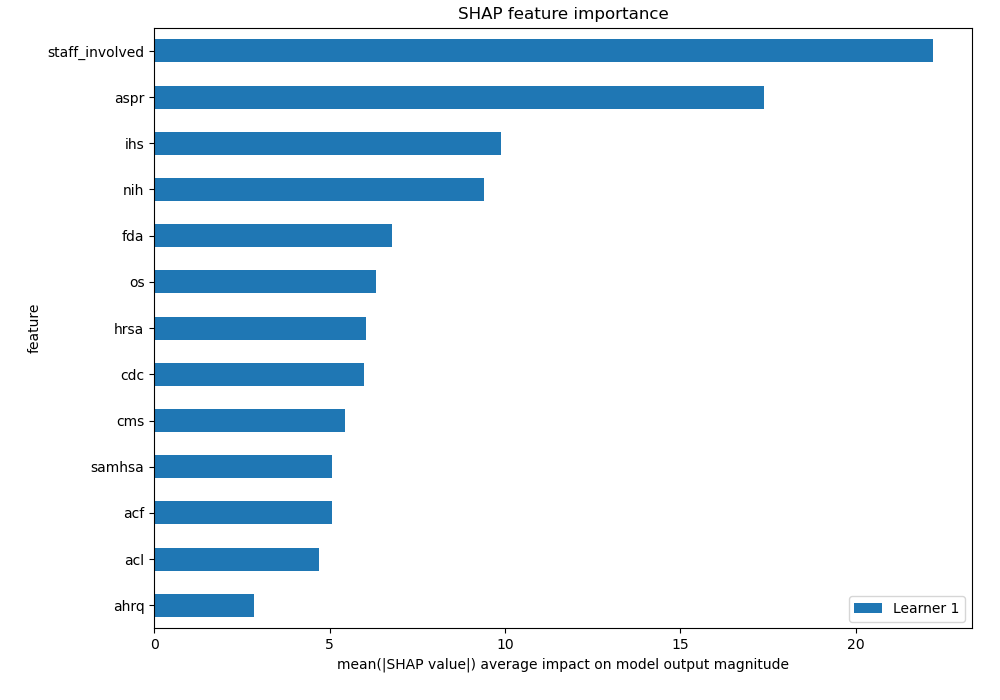 SHAP feature importance
staff_involved
aspr
ihs
nih
fda
os
hrsa
cdc
cms
samhsa
acf
acl
ahrq
feature
Learner 1
0 5 10 15 20
mean(|SHAP value|) average impact on model output magnitude